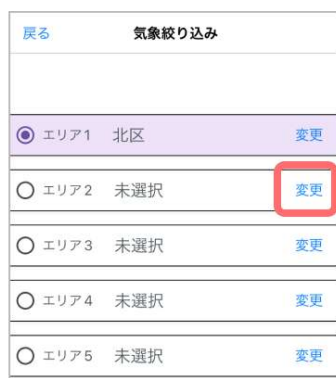 戻る 気象絞り込み
エリア1 北区 変更
エリア2 未選択 変更
エリア3 未選択 変更
エリア4 未選択 変更
エリア5 未選択 変更